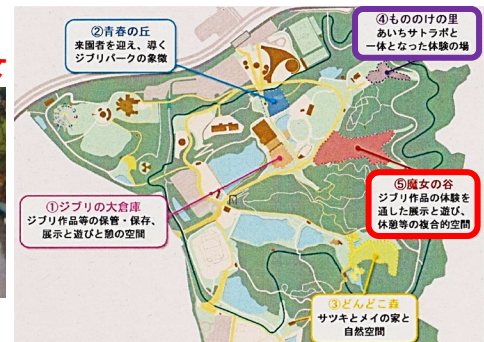 ②青春の丘
来園者を迎え、導く
ジブリパークの象徴
④もののけの里
あいちサトラボと
一体となった体験の場
①ジブリの大倉庫
ジブリ作品等の保管・保存、
展示と遊びと憩の空間
⑤魔女の谷
ジブリ作品の体験を
通した展示と遊び、
休憩等の複合的空間
③どんどこ森
サツキとメイの家と
自然空間